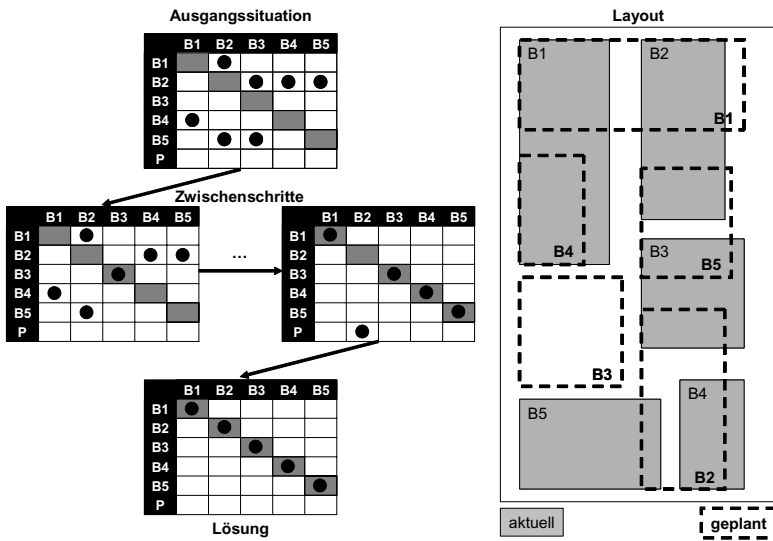 Ausgangssituation
B1 B2 B3 B4 B5
B1
B2
B3
B4
B5
P
Zwischenschritte
B1 B2 B3 B4 B5
B1
B2
B3
B4
B5
P
...
B1 B2 B3 B4 B5
B1
B2
B3
B4
B5
P
B1 B2 B3 B4 B5
B1
B2
B3
B4
B5
P
Lösung
Layout
B1
B2
B1
B4
B3
B5
B3
B5
B4
B2
aktuell
geplant